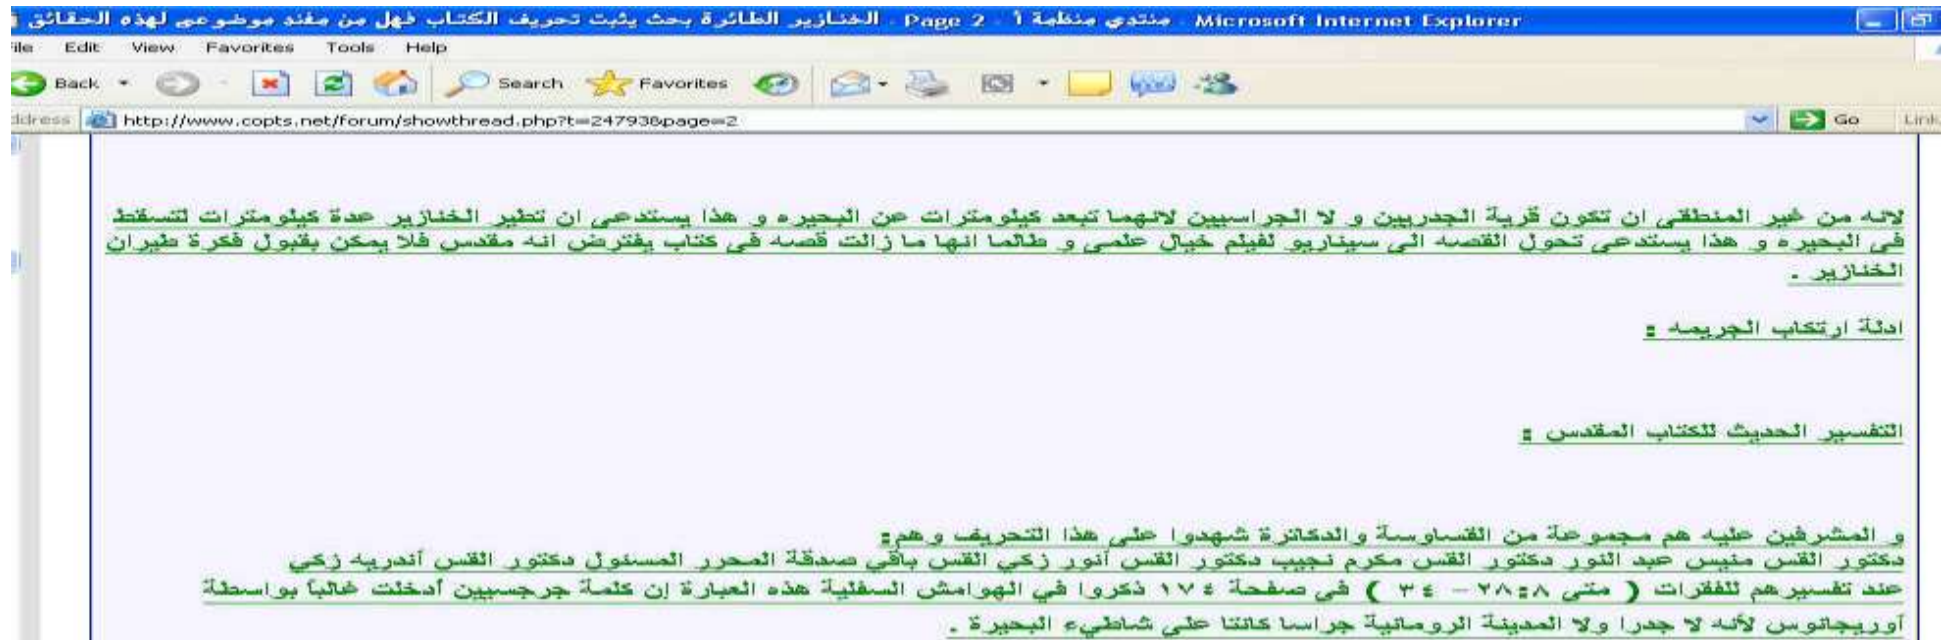 الخنازير الطائرة بحث يثبت تحريف الكتاب فهل من مفند موضوعي لهذه الحقائق - Page 2 - منتدي منظمة أ - Microsoft Internet Explorer
File Edit View Favorites Tools Help
Back Search Favorites
Address http://www.copts.net/forum/showthread.php?t=24793&page=2 Go Links
لانه من غير المنطقى ان تكون قرية الجدريين و لا الجراسيين لانهما تبعد كيلومترات عن البحيره و هذا يستدعى ان تطير الخنازير عدة كيلومترات لتسقط
فى البحيره و هذا يستدعى تحول القصه الى سيناريو لفيلم خيال علمى و طالما انها ما زالت قصه فى كتاب يفترض انه مقدس فلا يمكن بقبول فكرة طيران
الخنازير .
ادلة ارتكاب الجريمه :
التفسير الحديث للكتاب المقدس :
و المشرفين عليه هم مجموعة من القساوسة والدكاترة شهدوا على هذا التحريف وهم:
دكتور القس منيس عبد النور دكتور القس مكرم نجيب دكتور القس أنور زكي القس باقي صدقة المحرر المسئول دكتور القس أندريه زكي
عند تفسيرهم للفقرات ( متى ٢٨:٨ – ٣٤ ) فى صفحة ١٧٤ ذكروا في الهوامش السفلية هذه العبارة إن كلمة جرجسيين أدخلت غالباً بواسطة
أوريجانوس لأنه لا جدرا ولا المدينة الرومانية جراسا كانتا على شاطيء البحيرة .